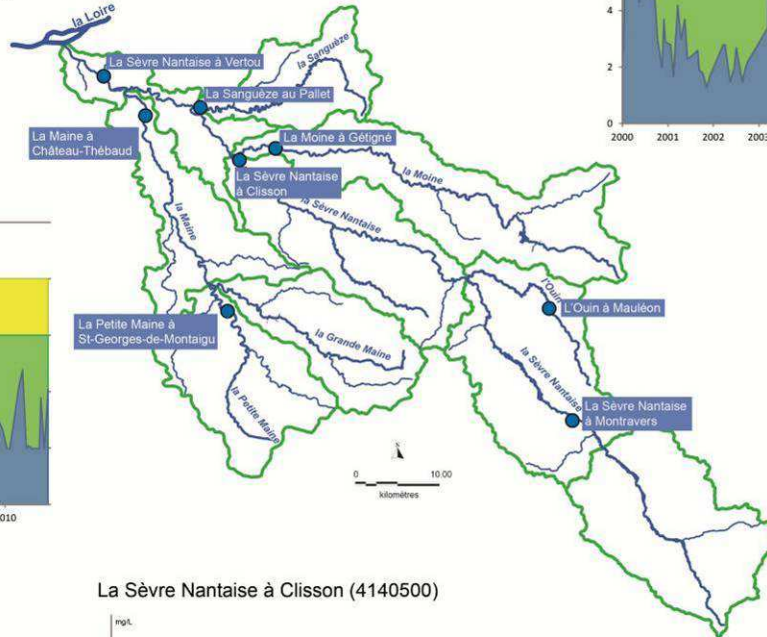 la Loire
4
2
0
2000 2001 2002 2003
La Sèvre Nantaise à Vertou
la Sanguèze
La Sanguèze au Pallet
La Maine à
Château-Thébaud
La Moine à Gétigné
La Sèvre Nantaise
à Clisson
la Moine
la Sèvre Nantaise
la Maine
l'Ouin
L'Ouin à Mauléon
La Petite Maine à
St-Georges-de-Montaigu
la Grande Maine
la Petite Maine
la Sèvre Nantaise
La Sèvre Nantaise
à Montravers
N
0 10.00
kilomètres
010
La Sèvre Nantaise à Clisson (4140500)
mg/L